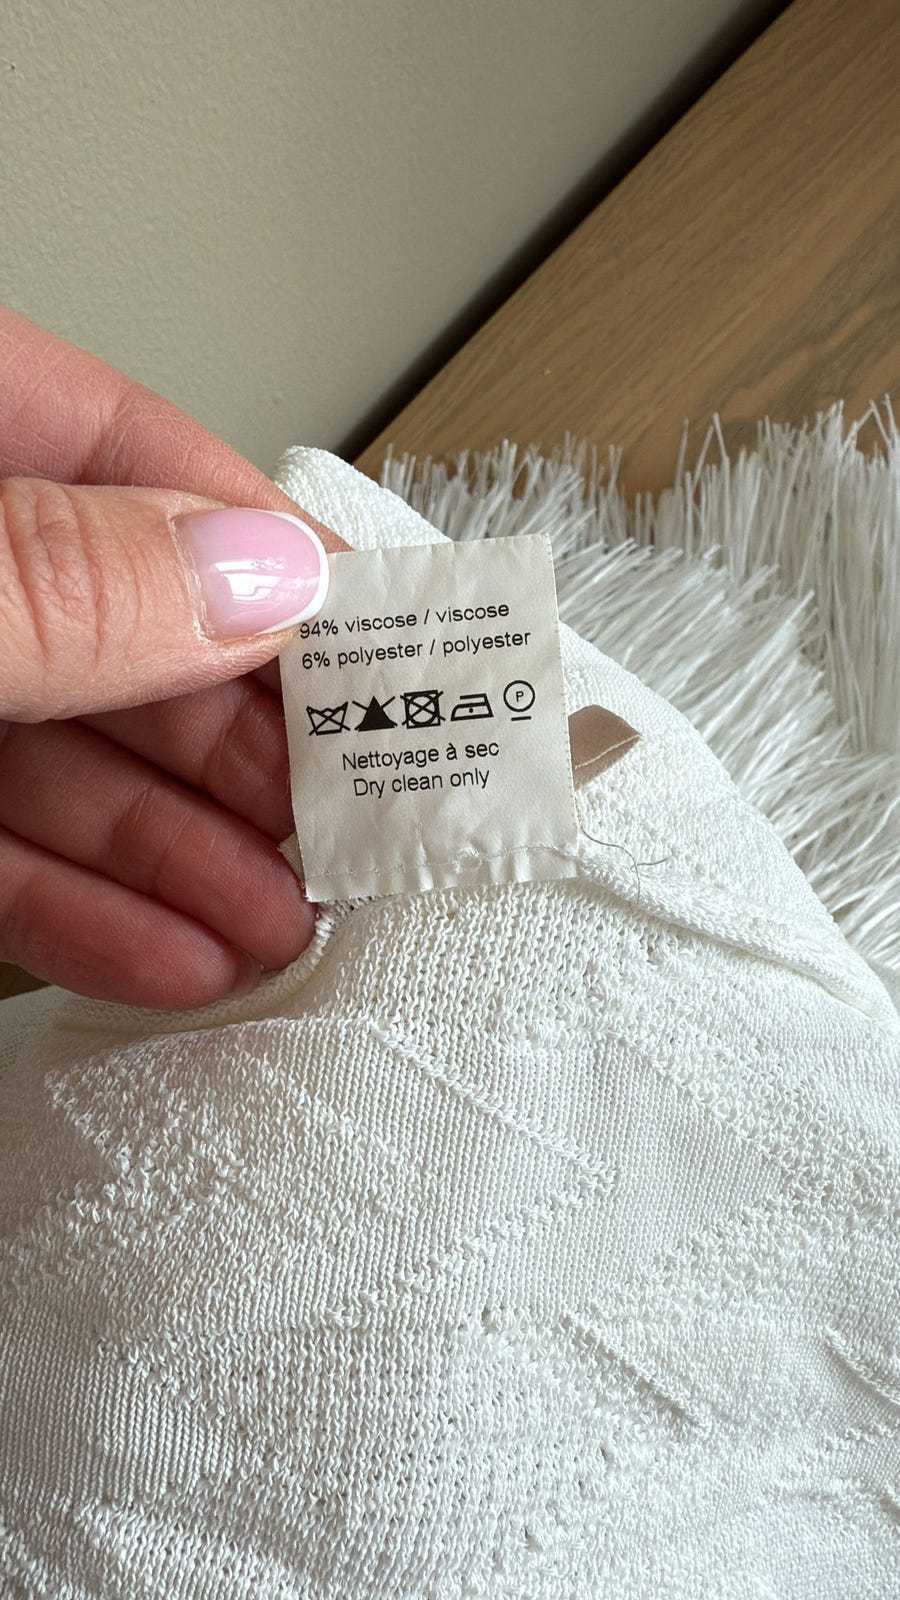 94% viscose / viscose
6% polyester / polyester
P
Nettoyage à sec
Dry clean only